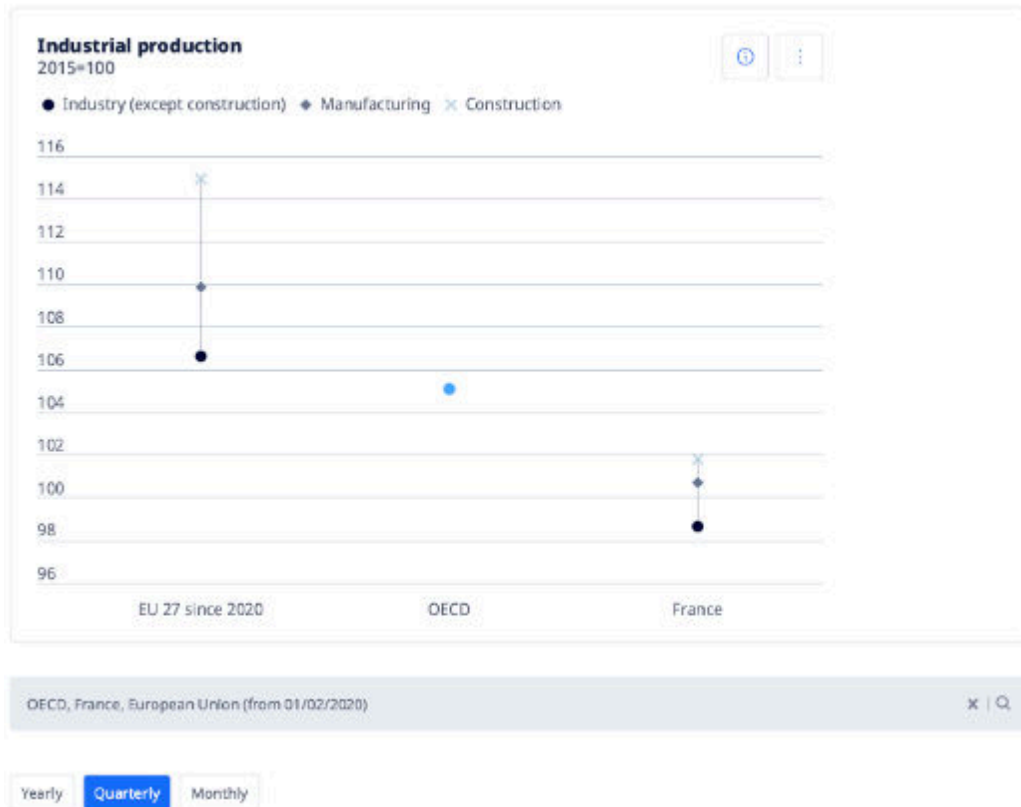 Industrial production
2015=100
Industry (except construction) Manufacturing Construction
116
114
112
110
108
106
104
102
100
98
96
EU 27 since 2020 OECD France
OECD, France, European Union (from 01/02/2020)
Yearly Quarterly Monthly